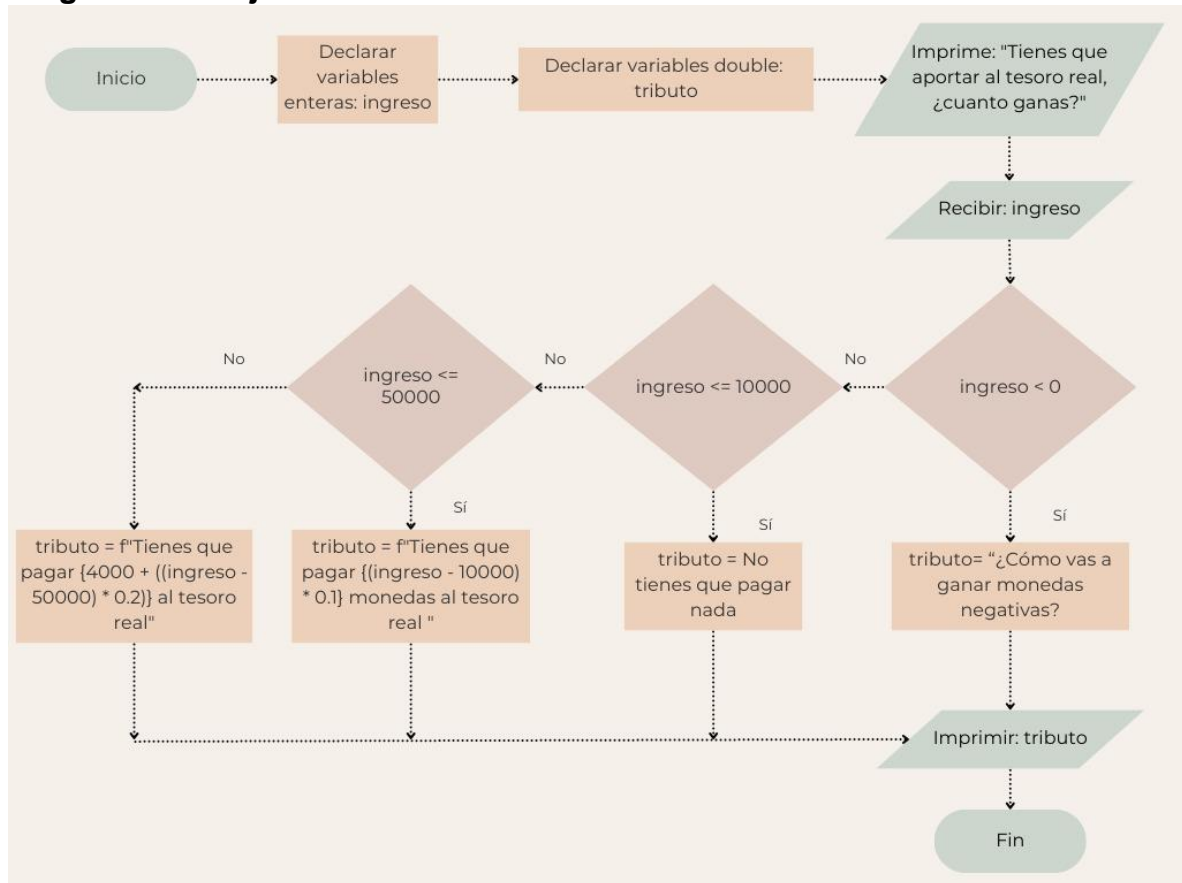 Inicio
Declarar
variables
enteras: ingreso
Declarar variables double:
tributo
Imprime: "Tienes que
aportar al tesoro real,
¿cuanto ganas?"
Recibir: ingreso
ingreso < 0
No
ingreso <= 10000
No
ingreso <=
50000
No
Sí
Sí
Sí
tributo = f"Tienes que
pagar {4000 + ((ingreso -
50000) * 0.2)} al tesoro
real"
tributo = f"Tienes que
pagar {(ingreso - 10000)
* 0.1} monedas al tesoro
real "
tributo = No
tienes que pagar
nada
tributo= “¿Cómo vas a
ganar monedas
negativas?
Imprimir: tributo
Fin